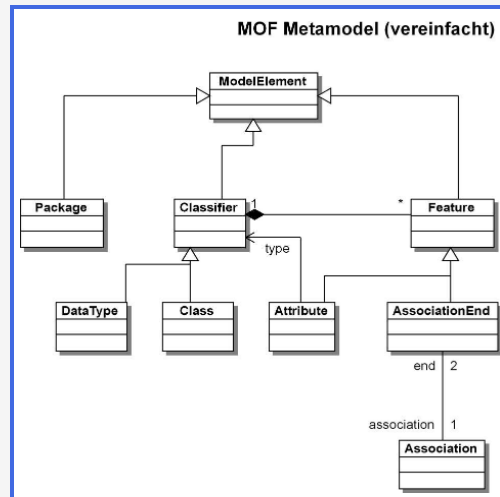 MOF Metamodel (vereinfacht)
ModelElement
Package
Classifier
1
*
Feature
type
DataType
Class
Attribute
AssociationEnd
end 2
association 1
Association